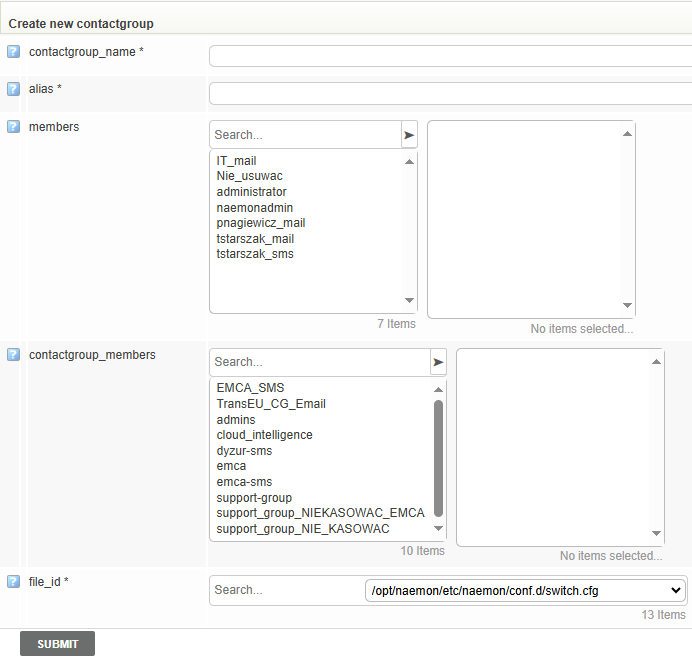 Create new contactgroup
? contactgroup_name *
? alias *
? members
Search...
IT_mail
Nie_usuwac
administrator
naemonadmin
pnagiewicz_mail
tstarszak_mail
tstarszak_sms
7 Items
No items selected...
? contactgroup_members
Search...
EMCA_SMS
TransEU_CG_Email
admins
cloud_intelligence
dyzur-sms
emca
emca-sms
support-group
support_group_NIEKASOWAC_EMCA
support_group_NIE_KASOWAC
10 Items
No items selected...
? file_id *
Search...
/opt/naemon/etc/naemon/conf.d/switch.cfg
13 Items
SUBMIT